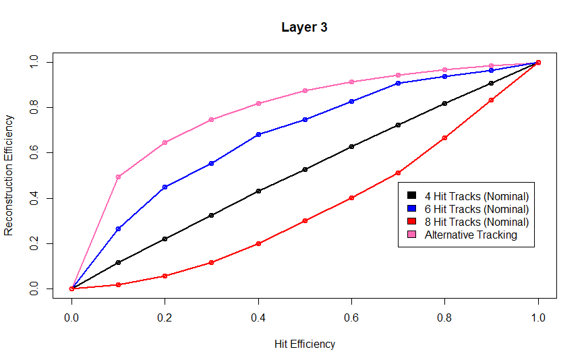 Layer 3
Reconstruction Efficiency
1.0
0.8
0.6
0.4
0.2
0.0
4 Hit Tracks (Nominal)
6 Hit Tracks (Nominal)
8 Hit Tracks (Nominal)
Alternative Tracking
0.0 0.2 0.4 0.6 0.8 1.0
Hit Efficiency